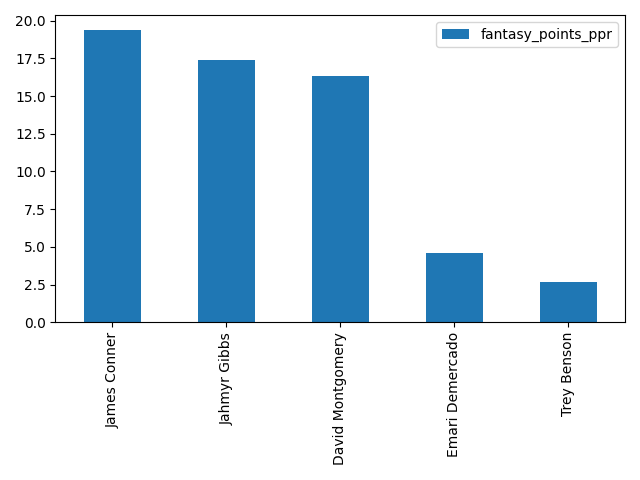 fantasy_points_ppr
20.0
17.5
15.0
12.5
10.0
7.5
5.0
2.5
0.0
James Conner
Jahmyr Gibbs
David Montgomery
Emari Demercado
Trey Benson